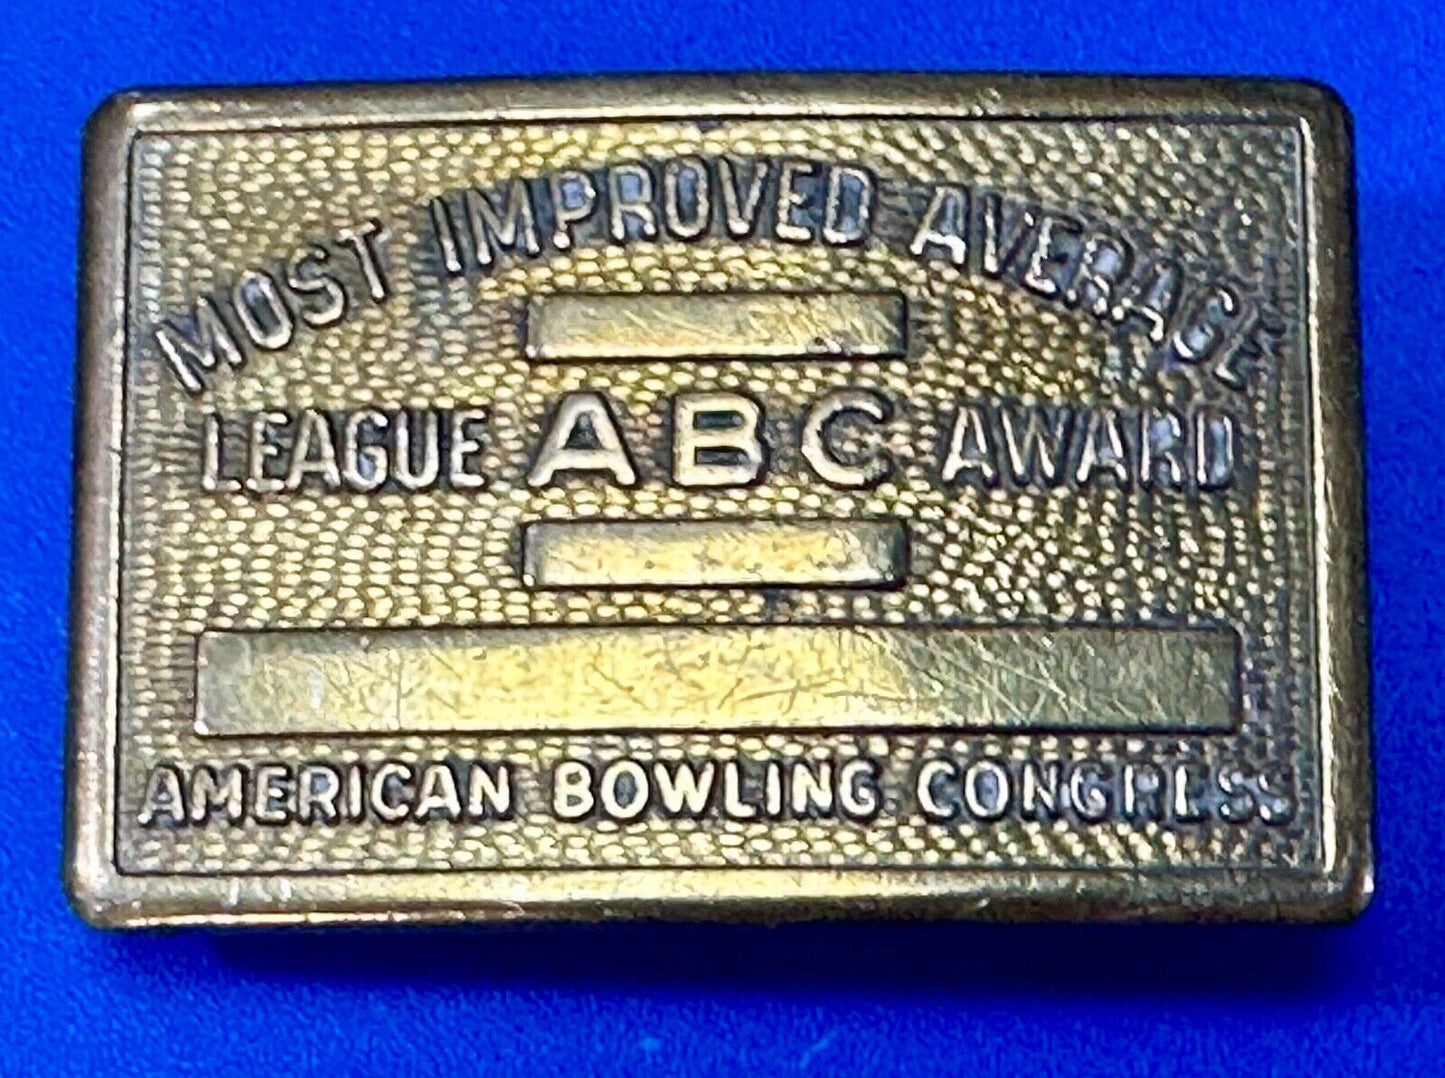 MOST IMPROVED AVERAGE
LEAGUE ABC AWARD
AMERICAN BOWLING CONGRESS